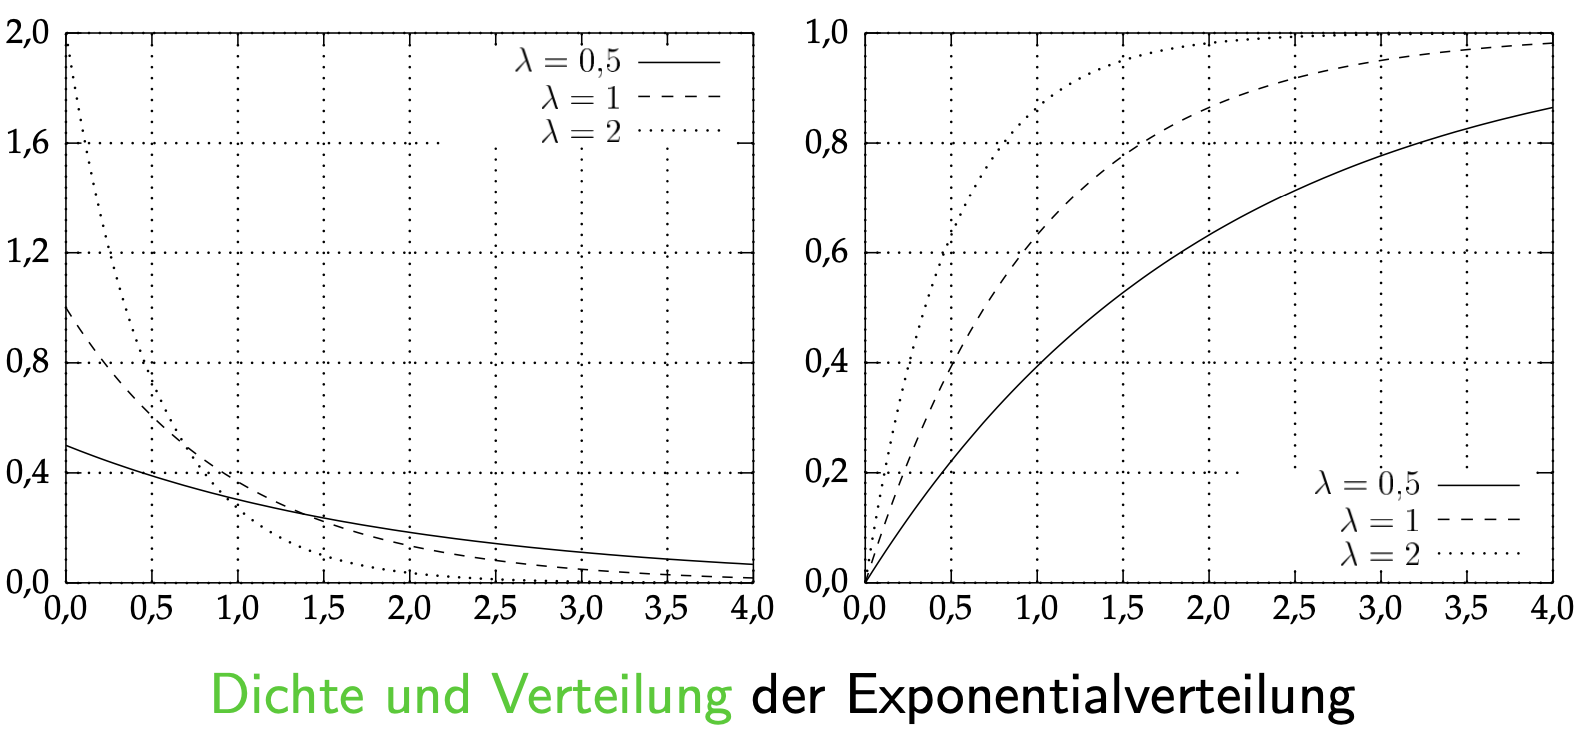 2,0
1,6
1,2
0,8
0,4
0,0
0,0 0,5 1,0 1,5 2,0 2,5 3,0 3,5 4,0
λ = 0,5
λ = 1
λ = 2
1,0
0,8
0,6
0,4
0,2
0,0
0,0 0,5 1,0 1,5 2,0 2,5 3,0 3,5 4,0
λ = 0,5
λ = 1
λ = 2
Dichte und Verteilung der Exponentialverteilung